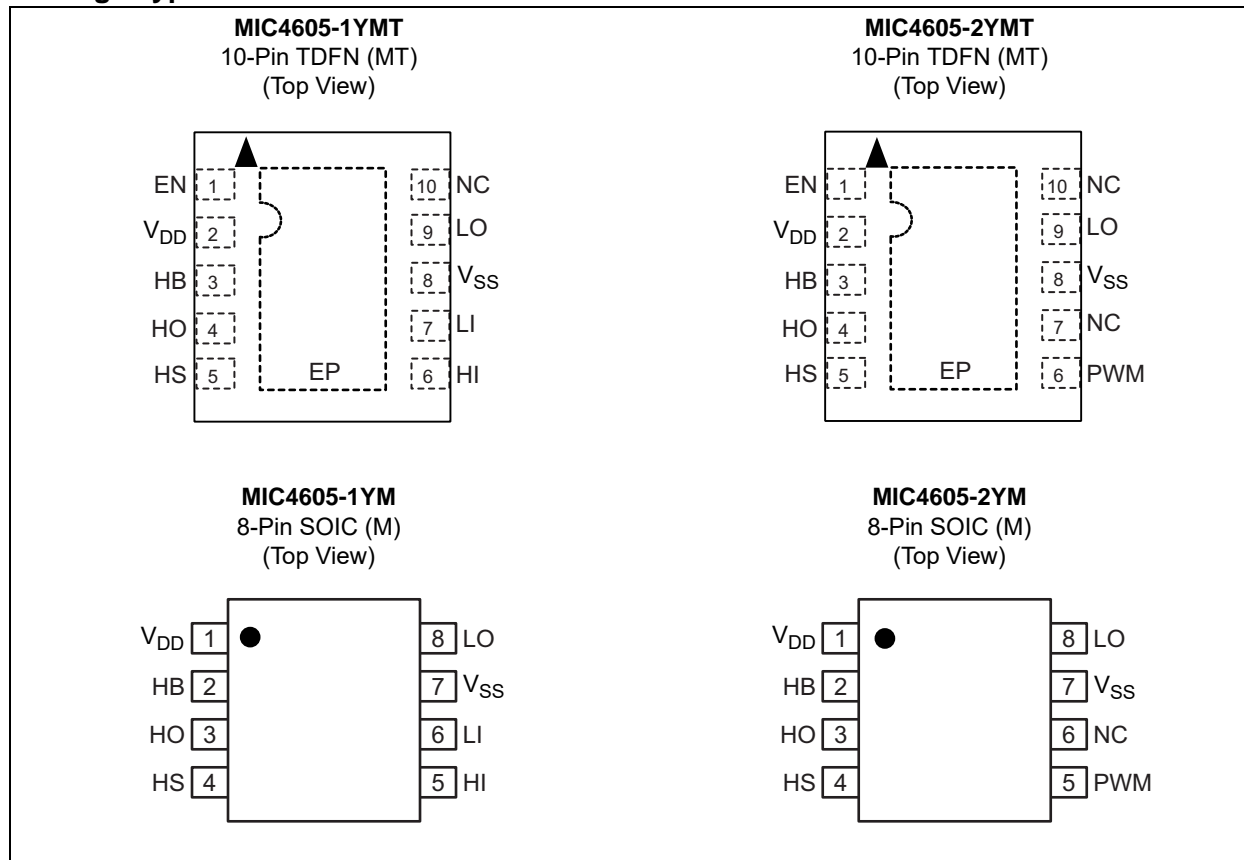 MIC4605-1YMT
10-Pin TDFN (MT)
(Top View)
EN 1
VDD 2
HB 3
HO 4
HS 5
10 NC
9 LO
8 VSS
7 LI
6 HI
EP
MIC4605-2YMT
10-Pin TDFN (MT)
(Top View)
EN 1
VDD 2
HB 3
HO 4
HS 5
10 NC
9 LO
8 VSS
7 NC
6 PWM
EP
MIC4605-1YM
8-Pin SOIC (M)
(Top View)
VDD 1
HB 2
HO 3
HS 4
8 LO
7 VSS
6 LI
5 HI
MIC4605-2YM
8-Pin SOIC (M)
(Top View)
VDD 1
HB 2
HO 3
HS 4
8 LO
7 VSS
6 NC
5 PWM